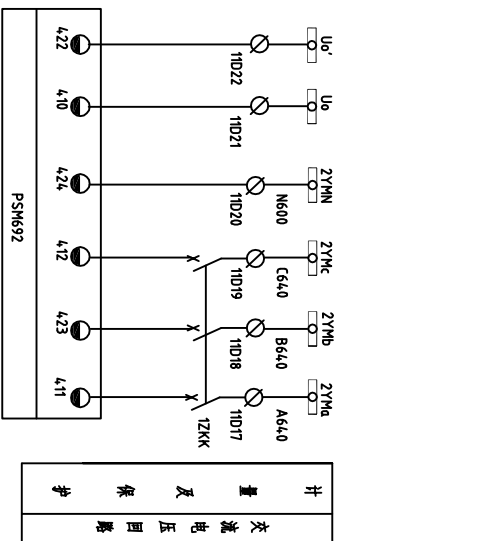 Uo'
Uo
2YMN
2YMc
2YMb
2YMa
N600
C640
B640
A640
11D22
11D21
11D20
11D19
11D18
11D17
1ZKK
422
410
424
412
423
411
PSM692
计量及保护
交流电压回路